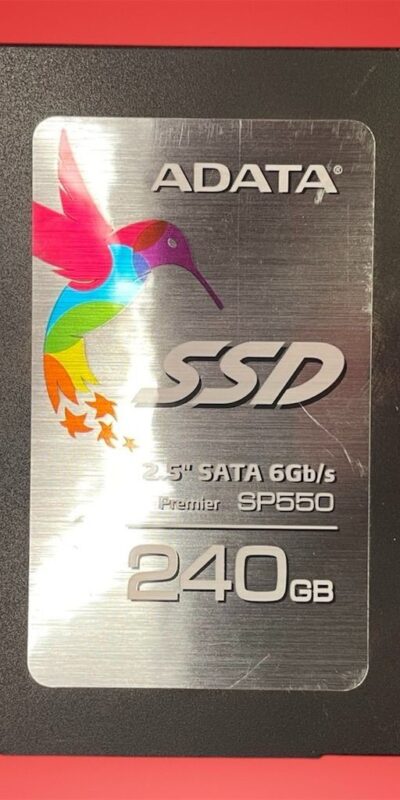 ADATA®
SSD
2.5" SATA 6Gb/s
Premier SP550
240GB